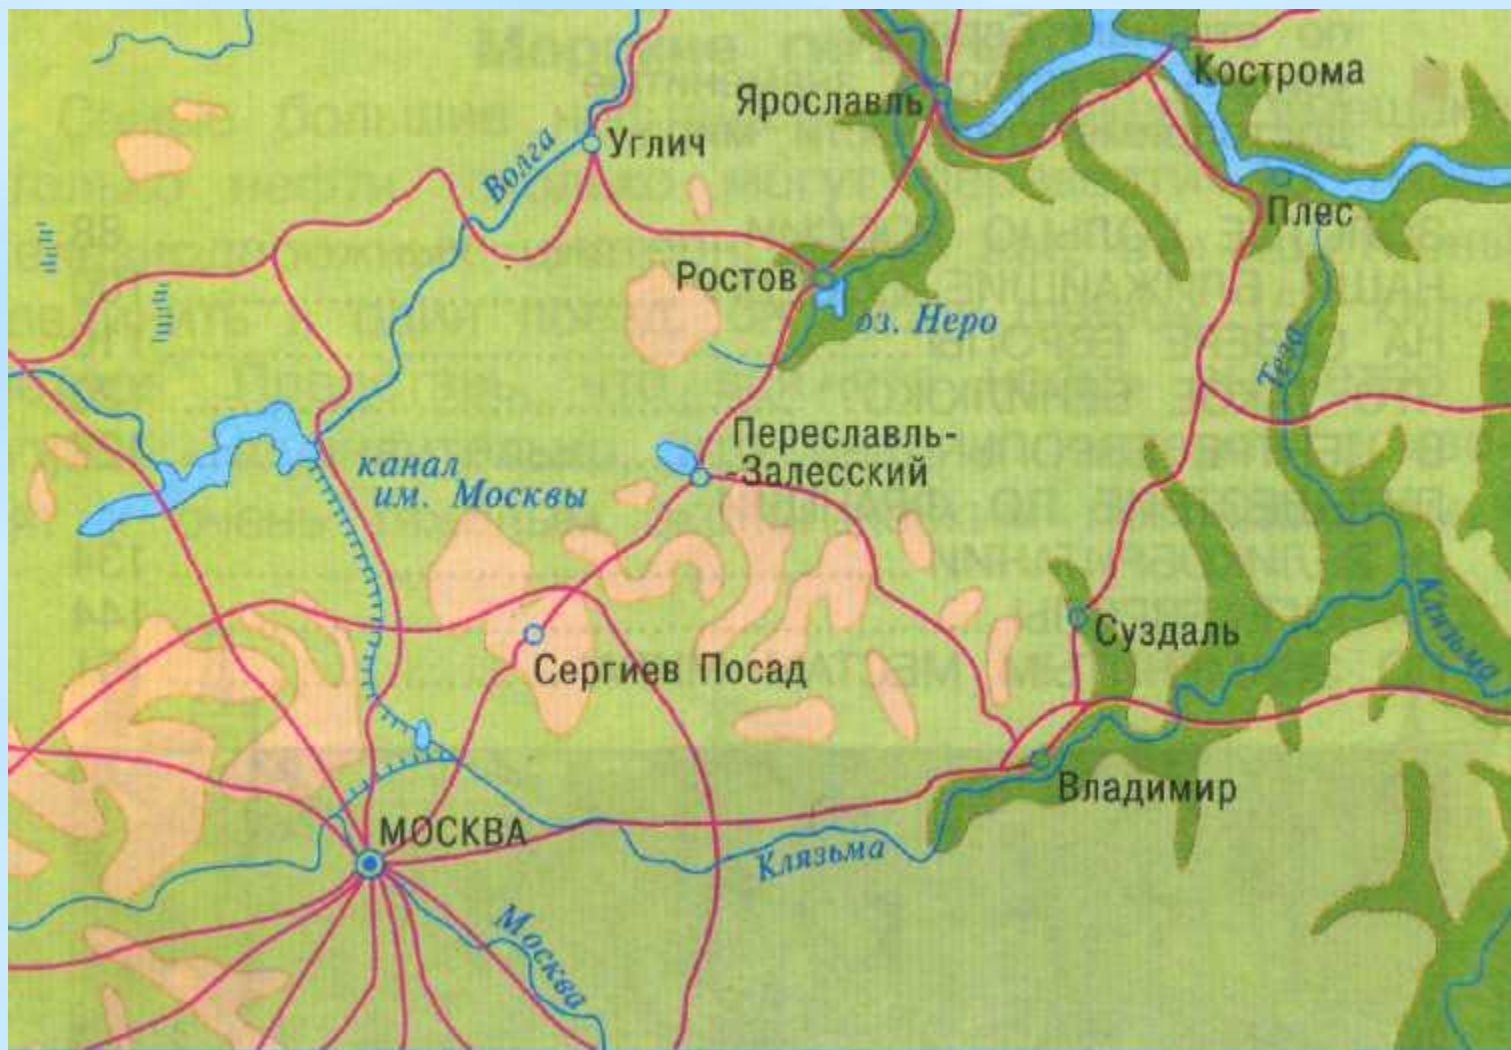 Кострома
Ярославль
Углич
Волга
Плес
Ростов
оз. Неро
Теза
Переславль-
-Залесский
канал
им. Москвы
Клязьма
Суздаль
Сергиев Посад
Владимир
МОСКВА
Клязьма
Москва